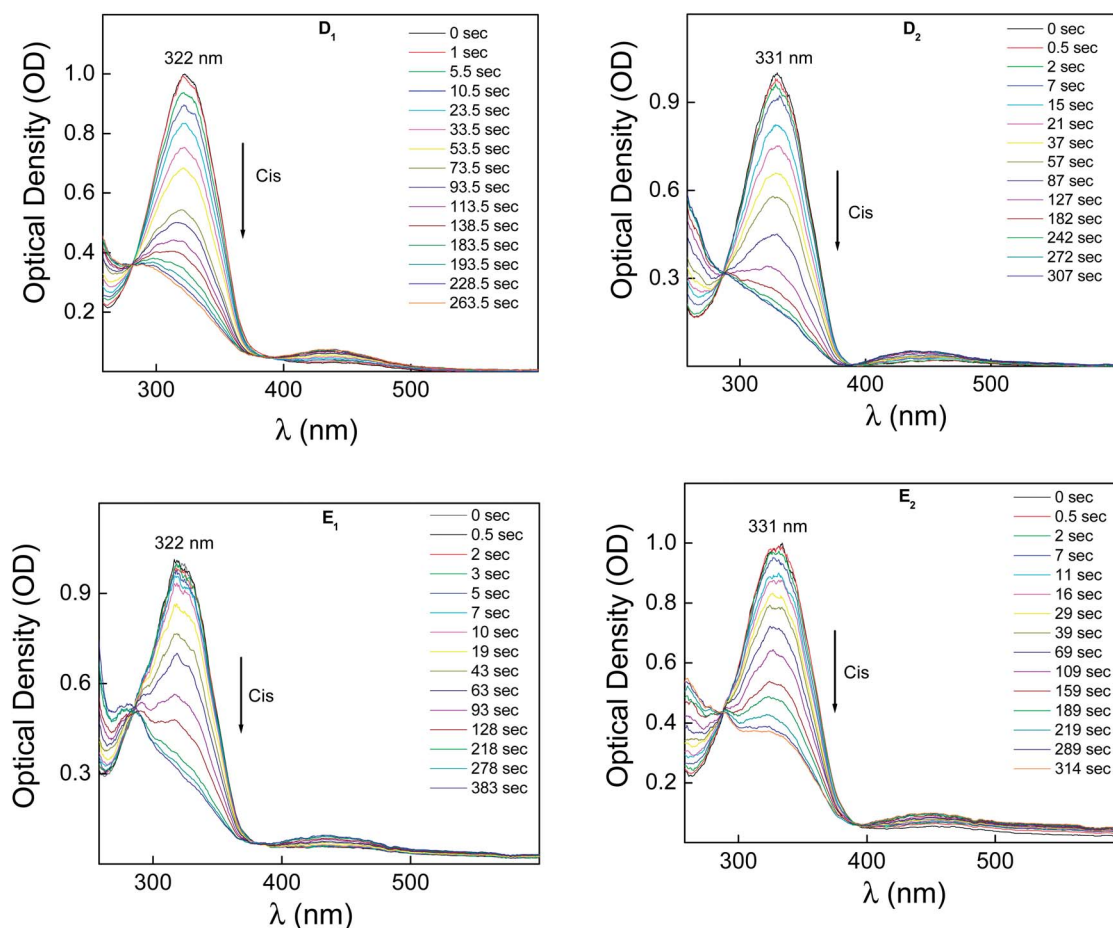 D1
322 nm
Cis
Optical Density (OD)
1.0
0.8
0.6
0.4
0.2
300
400
500
λ (nm)
0 sec
1 sec
5.5 sec
10.5 sec
23.5 sec
33.5 sec
53.5 sec
73.5 sec
93.5 sec
113.5 sec
138.5 sec
183.5 sec
193.5 sec
228.5 sec
263.5 sec
D2
331 nm
Cis
Optical Density (OD)
0.9
0.6
0.3
300
400
500
λ (nm)
0 sec
0.5 sec
2 sec
7 sec
15 sec
21 sec
37 sec
57 sec
87 sec
127 sec
182 sec
242 sec
272 sec
307 sec
E1
322 nm
Cis
Optical Density (OD)
0.9
0.6
0.3
300
400
500
λ (nm)
0 sec
0.5 sec
2 sec
3 sec
5 sec
7 sec
10 sec
19 sec
43 sec
63 sec
93 sec
128 sec
218 sec
278 sec
383 sec
E2
331 nm
Cis
Optical Density (OD)
1.0
0.8
0.6
0.4
0.2
300
400
500
λ (nm)
0 sec
0.5 sec
2 sec
7 sec
11 sec
16 sec
29 sec
39 sec
69 sec
109 sec
159 sec
189 sec
219 sec
289 sec
314 sec